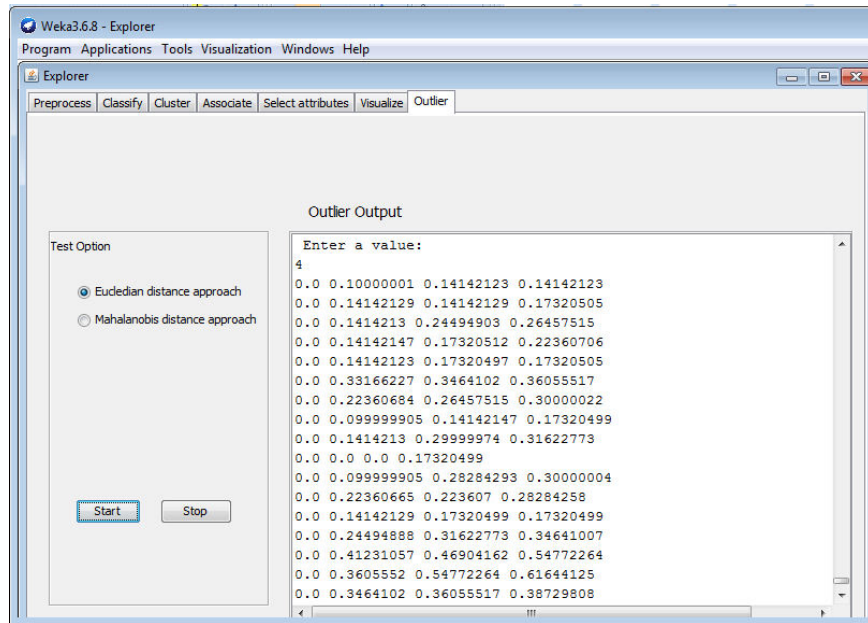 Weka3.6.8 - Explorer
Program Applications Tools Visualization Windows Help
Explorer
Preprocess Classify Cluster Associate Select attributes Visualize Outlier
Outlier Output
Test Option
Eucledian distance approach
Mahalanobis distance approach
Start Stop
Enter a value:
4
0.0 0.10000001 0.14142123 0.14142123
0.0 0.14142129 0.14142129 0.17320505
0.0 0.1414213 0.24494903 0.26457515
0.0 0.14142147 0.17320512 0.22360706
0.0 0.14142123 0.17320497 0.17320505
0.0 0.33166227 0.3464102 0.36055517
0.0 0.22360684 0.26457515 0.30000022
0.0 0.099999905 0.14142147 0.17320499
0.0 0.1414213 0.29999974 0.31622773
0.0 0.0 0.0 0.17320499
0.0 0.099999905 0.28284293 0.30000004
0.0 0.22360665 0.223607 0.28284258
0.0 0.14142129 0.17320499 0.17320499
0.0 0.24494888 0.31622773 0.34641007
0.0 0.41231057 0.46904162 0.54772264
0.0 0.3605552 0.54772264 0.61644125
0.0 0.3464102 0.36055517 0.38729808